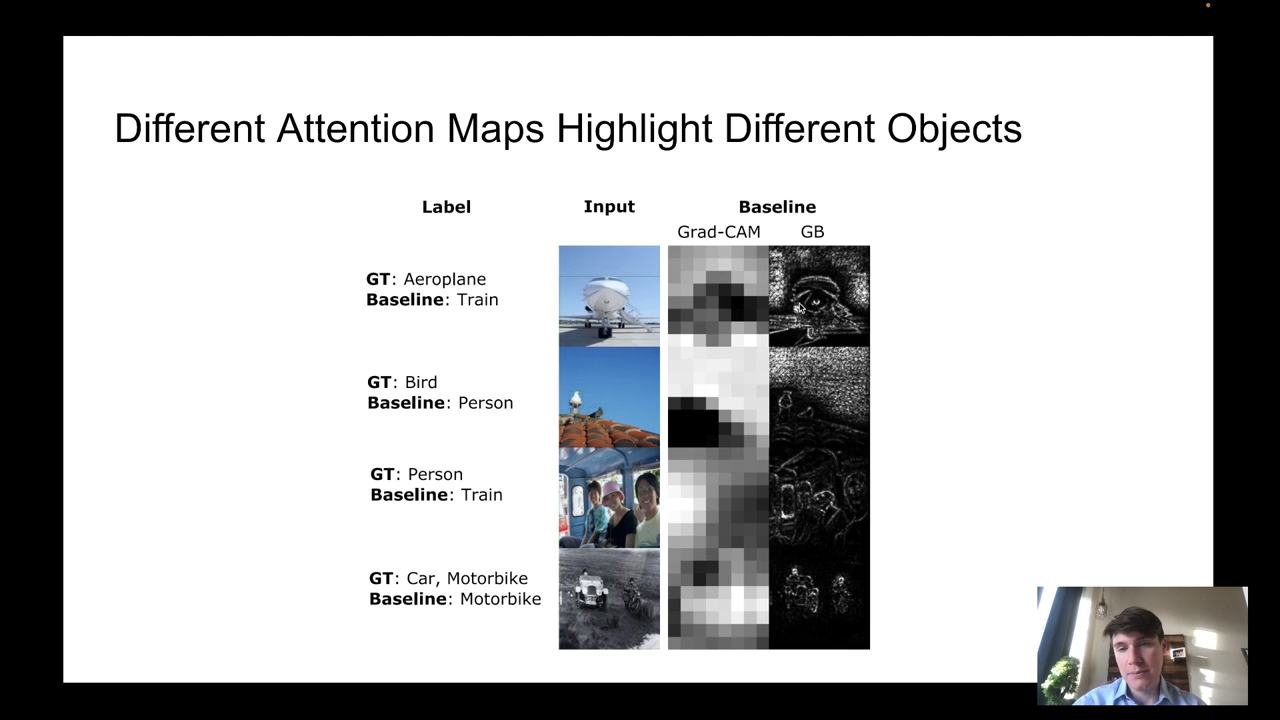 Different Attention Maps Highlight Different Objects
Label
Input
Baseline
Grad-CAM
GB
GT: Aeroplane
Baseline: Train
GT: Bird
Baseline: Person
GT: Person
Baseline: Train
GT: Car, Motorbike
Baseline: Motorbike